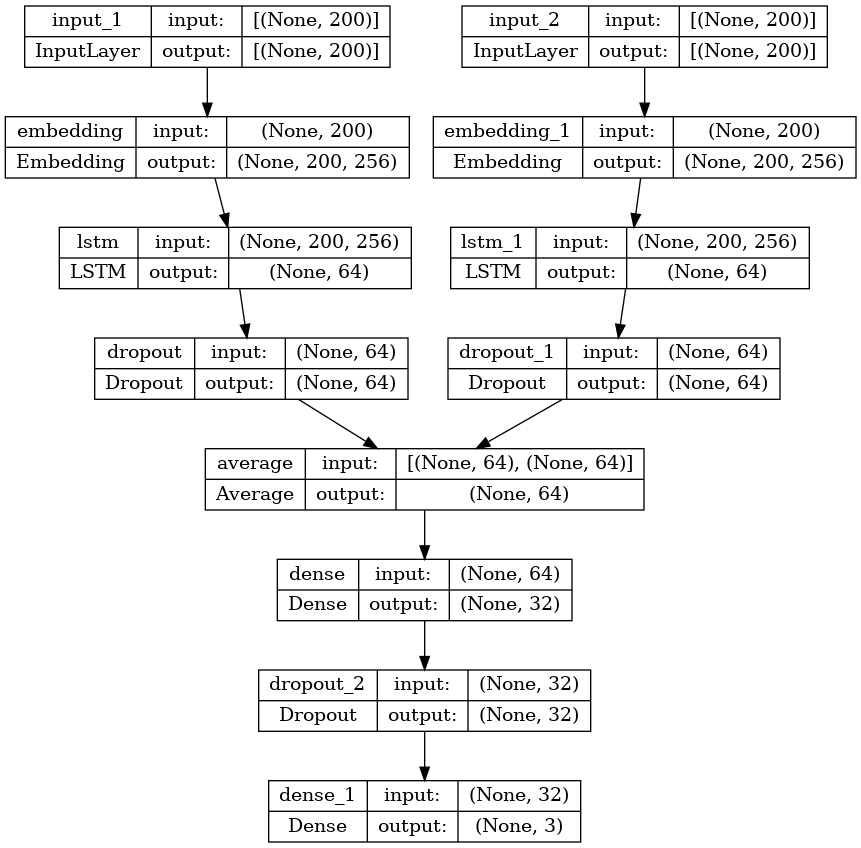 input_1 input: [(None, 200)]
InputLayer output: [(None, 200)]
input_2 input: [(None, 200)]
InputLayer output: [(None, 200)]
embedding input: (None, 200)
Embedding output: (None, 200, 256)
embedding_1 input: (None, 200)
Embedding output: (None, 200, 256)
lstm input: (None, 200, 256)
LSTM output: (None, 64)
lstm_1 input: (None, 200, 256)
LSTM output: (None, 64)
dropout input: (None, 64)
Dropout output: (None, 64)
dropout_1 input: (None, 64)
Dropout output: (None, 64)
average input: [(None, 64), (None, 64)]
Average output: (None, 64)
dense input: (None, 64)
Dense output: (None, 32)
dropout_2 input: (None, 32)
Dropout output: (None, 32)
dense_1 input: (None, 32)
Dense output: (None, 3)